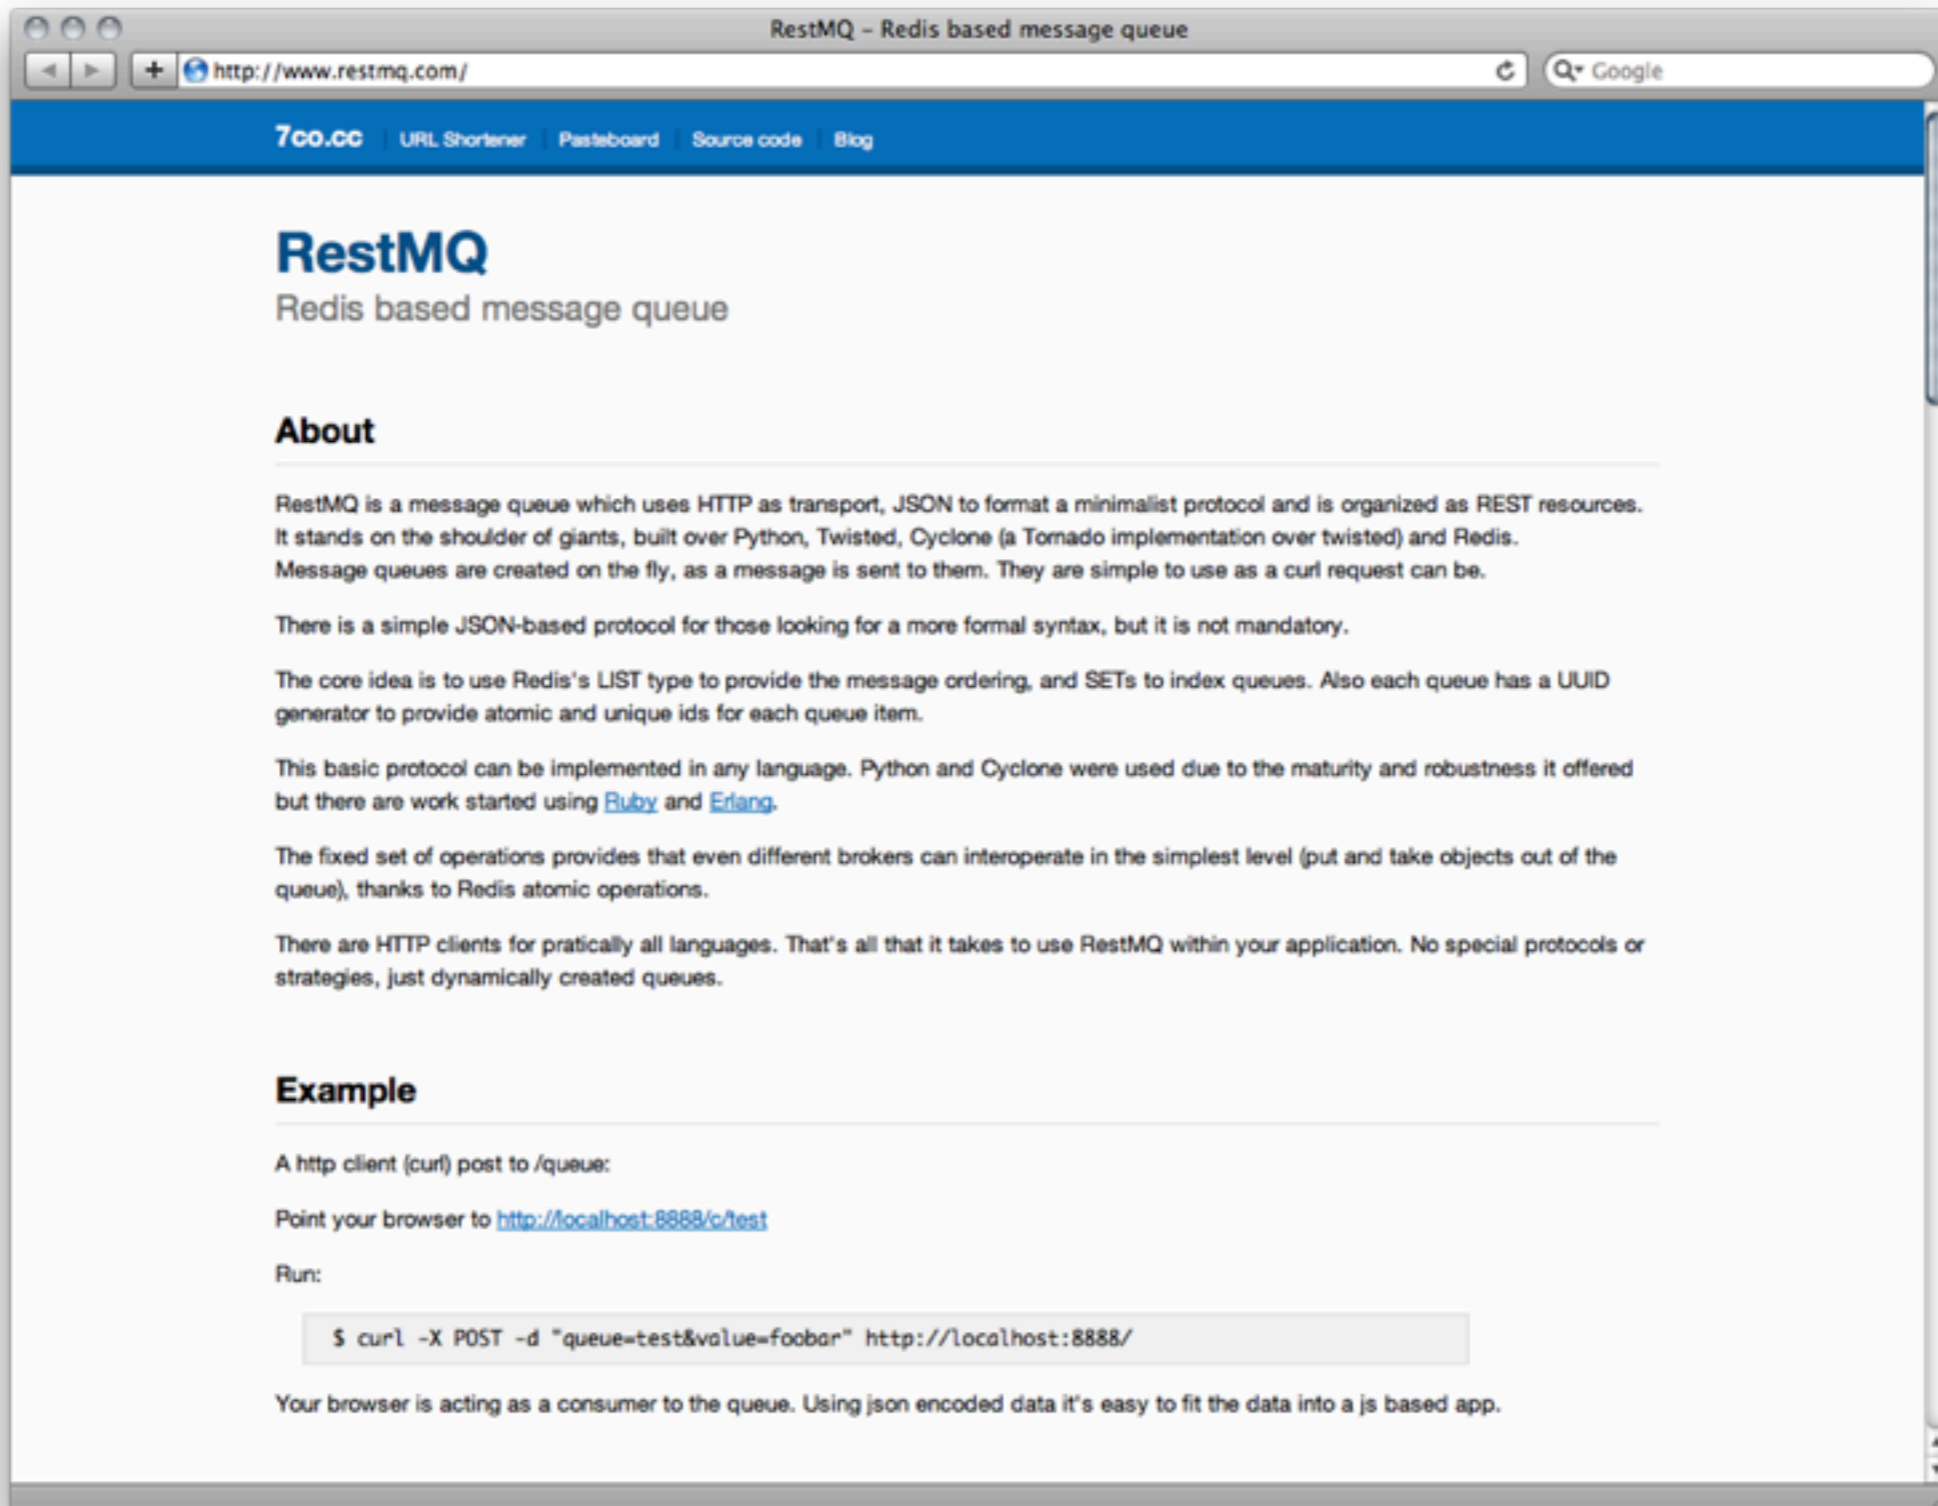 RestMQ – Redis based message queue
http://www.restmq.com/
Google
7co.cc URL Shortener Pasteboard Source code Blog
RestMQ
Redis based message queue
About
RestMQ is a message queue which uses HTTP as transport, JSON to format a minimalist protocol and is organized as REST resources.
It stands on the shoulder of giants, built over Python, Twisted, Cyclone (a Tornado implementation over twisted) and Redis.
Message queues are created on the fly, as a message is sent to them. They are simple to use as a curl request can be.
There is a simple JSON-based protocol for those looking for a more formal syntax, but it is not mandatory.
The core idea is to use Redis's LIST type to provide the message ordering, and SETs to index queues. Also each queue has a UUID
generator to provide atomic and unique ids for each queue item.
This basic protocol can be implemented in any language. Python and Cyclone were used due to the maturity and robustness it offered
but there are work started using Ruby and Erlang.
The fixed set of operations provides that even different brokers can interoperate in the simplest level (put and take objects out of the
queue), thanks to Redis atomic operations.
There are HTTP clients for pratically all languages. That's all that it takes to use RestMQ within your application. No special protocols or
strategies, just dynamically created queues.
Example
A http client (curl) post to /queue:
Point your browser to http://localhost:8888/c/test
Run:
$ curl -X POST -d "queue=test&value=foobar" http://localhost:8888/
Your browser is acting as a consumer to the queue. Using json encoded data it's easy to fit the data into a js based app.